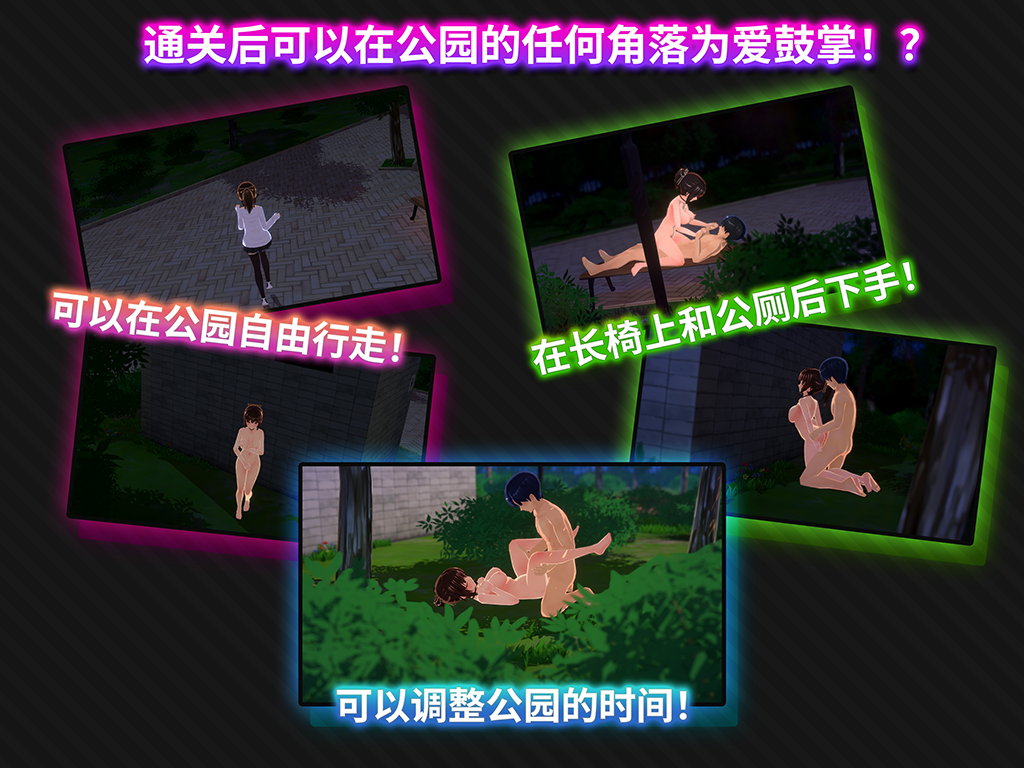 通关后可以在公园的任何角落为爱鼓掌！？
可以在公园自由行走！
在长椅上和公厕后下手！
可以调整公园的时间！